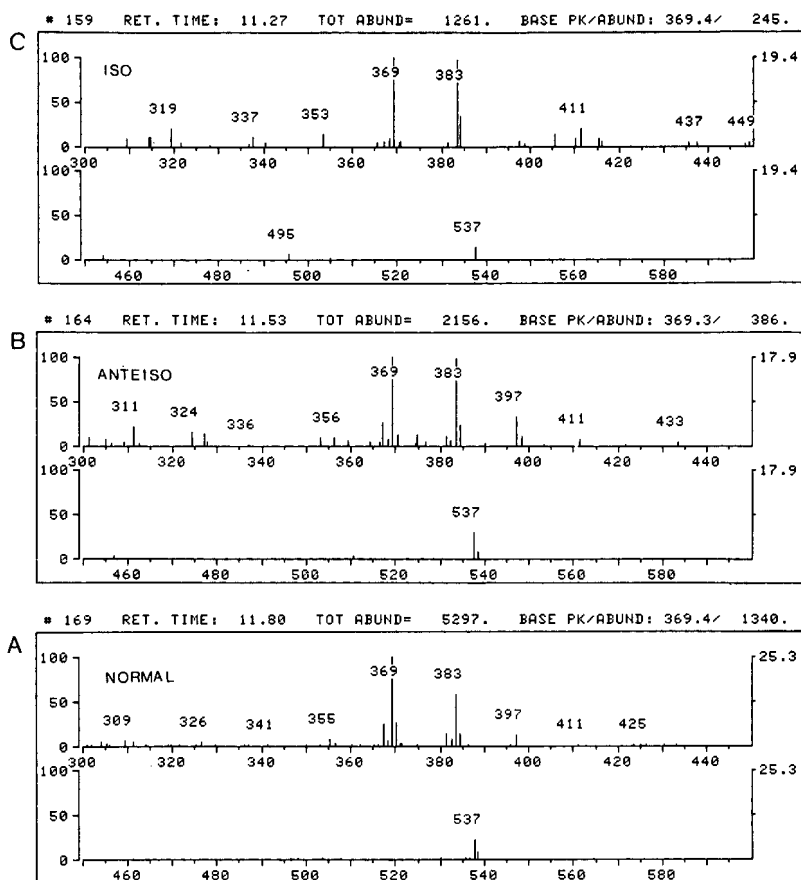 # 159 RET. TIME: 11.27 TOT ABUND= 1261. BASE PK/ABUND: 369.4/ 245.
C
100 19.4
ISO
369 383
319 337 353 411 437 449
50
0
300 320 340 360 380 400 420 440
100 19.4
50
495 537
0
460 480 500 520 540 560 580
# 164 RET. TIME: 11.53 TOT ABUND= 2156. BASE PK/ABUND: 369.3/ 386.
B
100 17.9
ANTEISO
369 383
311 324 336 356 397 411 433
50
0
300 320 340 360 380 400 420 440
100 17.9
50
537
0
460 480 500 520 540 560 580
# 169 RET. TIME: 11.80 TOT ABUND= 5297. BASE PK/ABUND: 369.4/ 1340.
A
100 25.3
NORMAL
369 383
309 326 341 355 397 411 425
50
0
300 320 340 360 380 400 420 440
100 25.3
50
537
0
460 480 500 520 540 560 580